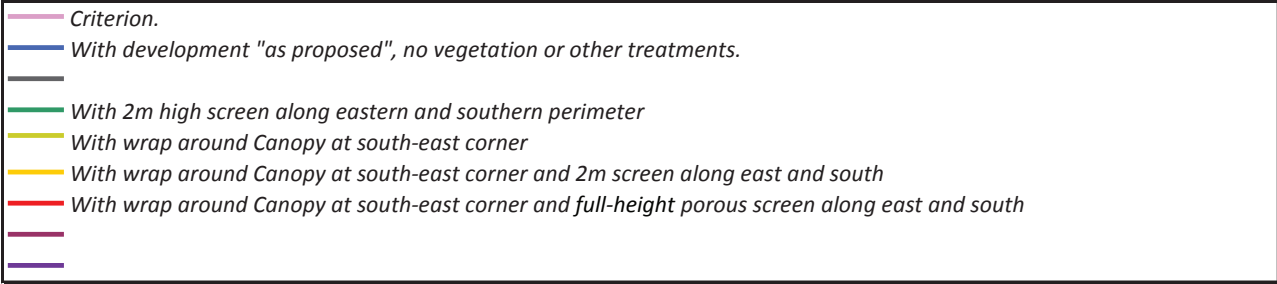 Criterion.
With development "as proposed", no vegetation or other treatments.
With 2m high screen along eastern and southern perimeter
With wrap around Canopy at south-east corner
With wrap around Canopy at south-east corner and 2m screen along east and south
With wrap around Canopy at south-east corner and full-height porous screen along east and south